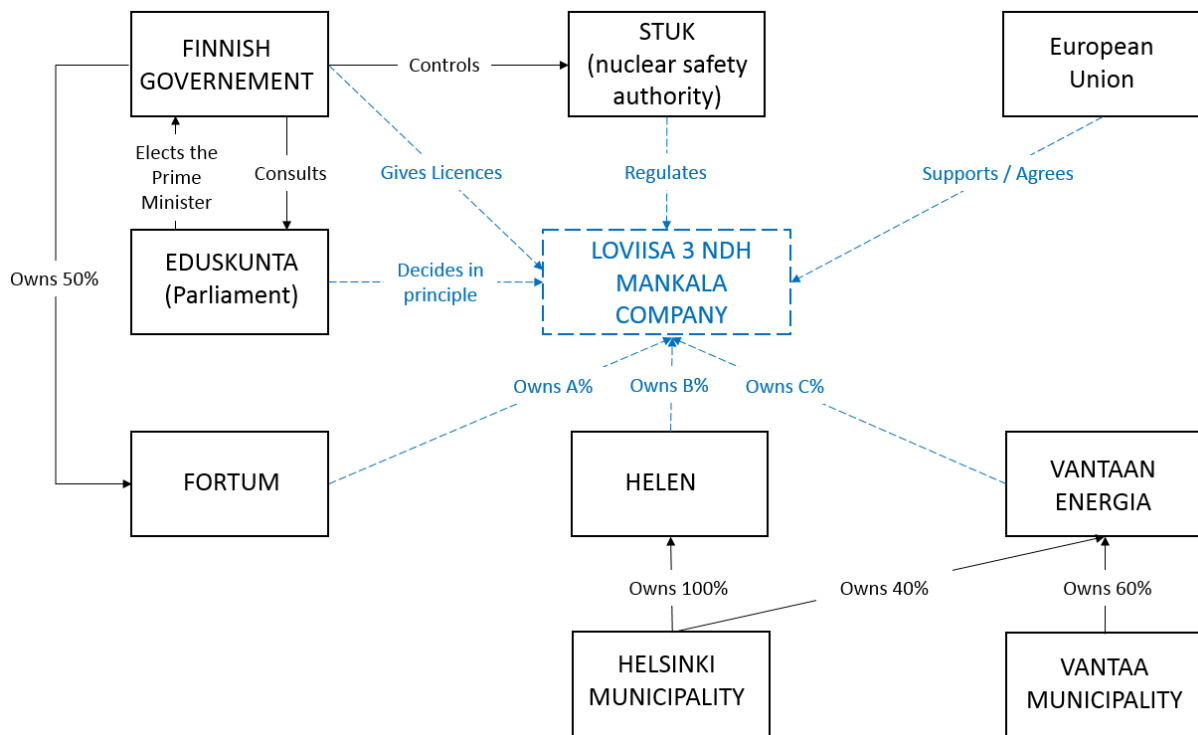 FINNISH
GOVERNEMENT
Controls
STUK
(nuclear safety
authority)
European
Union
Elects the
Prime
Minister
Consults
Gives Licences
Regulates
Supports / Agrees
Owns 50%
EDUSKUNTA
(Parliament)
Decides in
principle
LOVIISA 3 NDH
MANKALA
COMPANY
Owns A%
Owns B%
Owns C%
FORTUM
HELEN
VANTAAN
ENERGIA
Owns 100%
Owns 40%
Owns 60%
HELSINKI
MUNICIPALITY
VANTAA
MUNICIPALITY